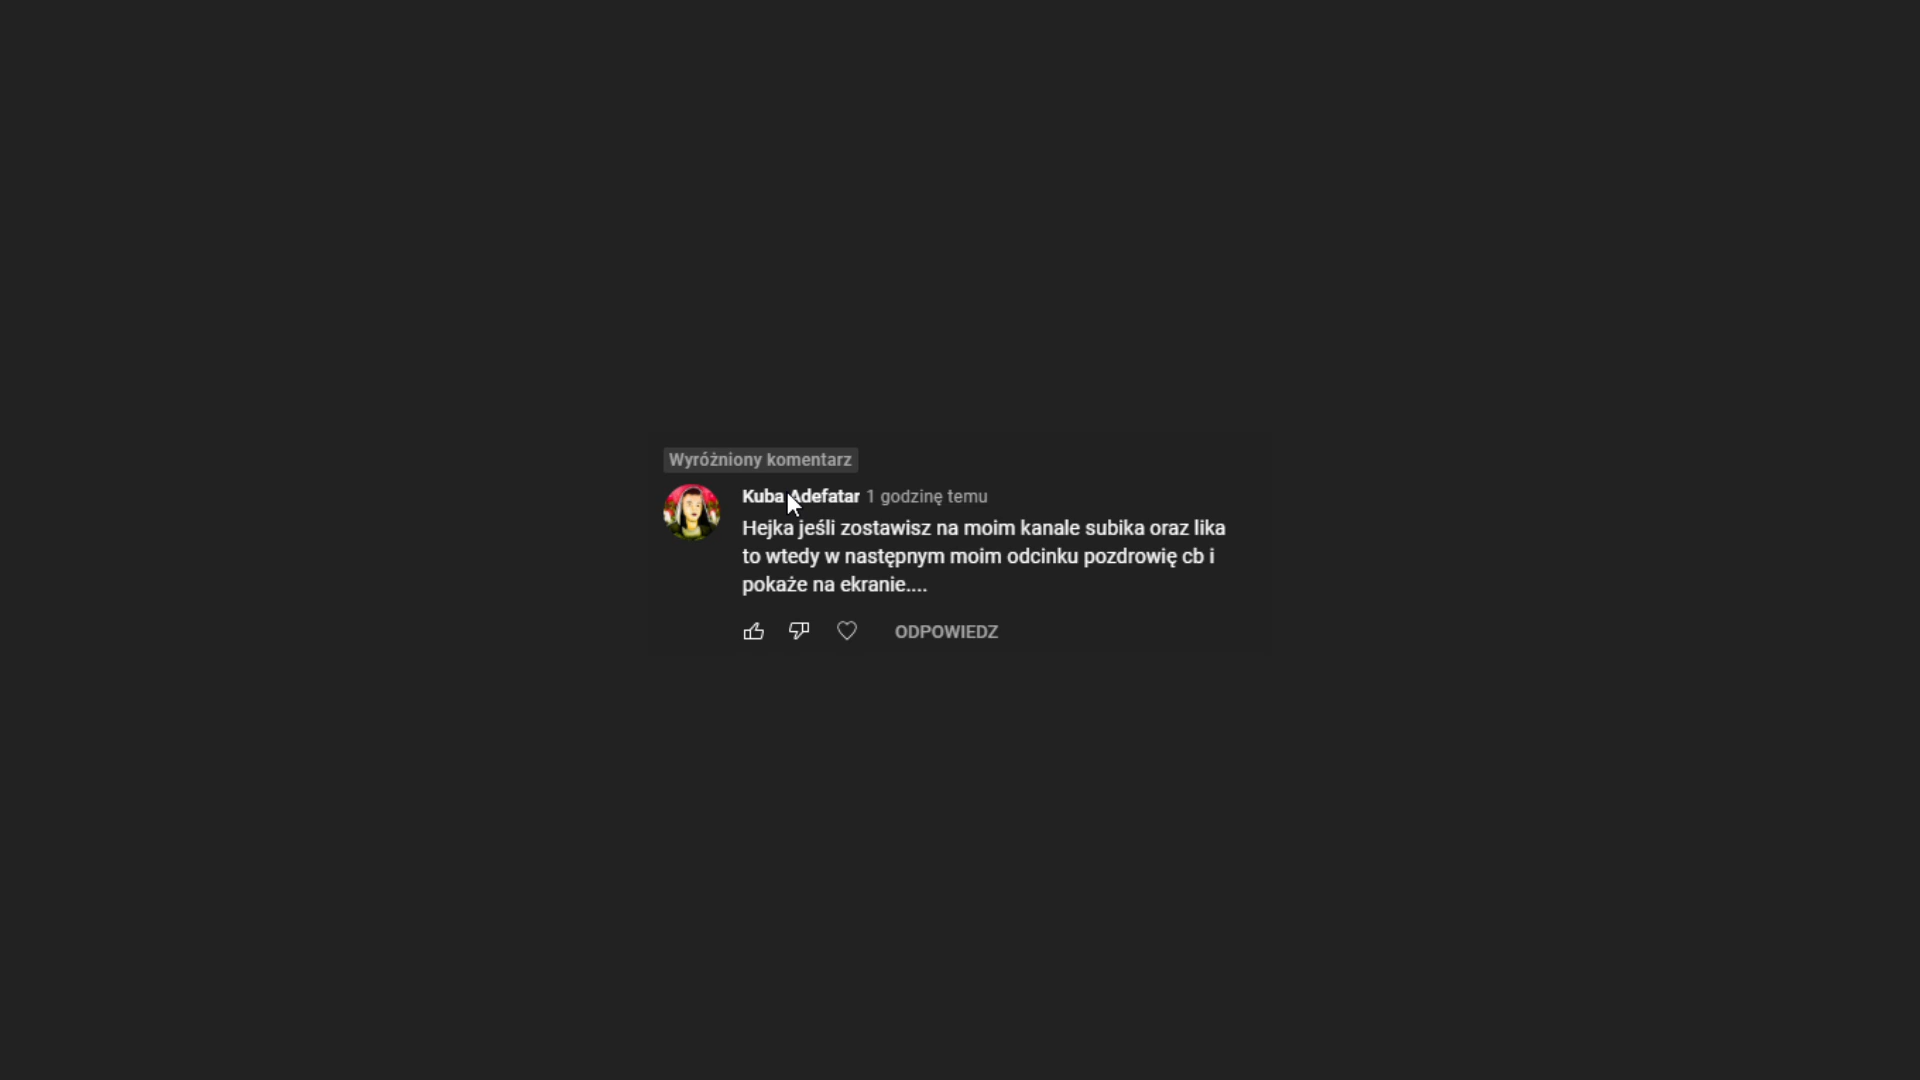 Wyróżniony komentarz
Kuba Adefatar 1 godzinę temu
Hejka jeśli zostawisz na moim kanale subika oraz lika
to wtedy w następnym moim odcinku pozdrowię cb i
pokaże na ekranie....
ODPOWIEDZ